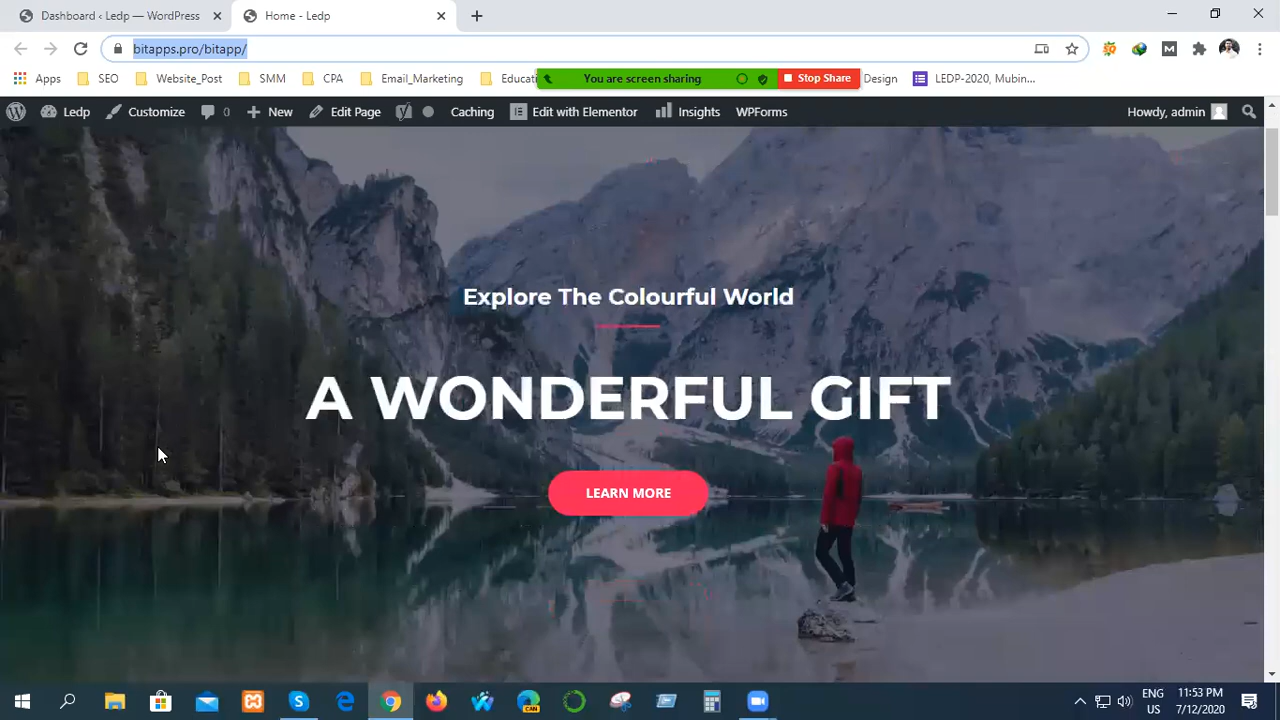 Dashboard ‹ Ledp — WordPress
Home - Ledp
bitapps.pro/bitapp/
Apps
SEO
Website_Post
SMM
CPA
Email_Marketing
You are screen sharing
Stop Share
Design
LEDP-2020, Mubin...
Ledp
Customize
0
New
Edit Page
Caching
Edit with Elementor
Insights
WPForms
Howdy, admin
Explore The Colourful World
A WONDERFUL GIFT
LEARN MORE
ENG
US
11:53 PM
7/12/2020